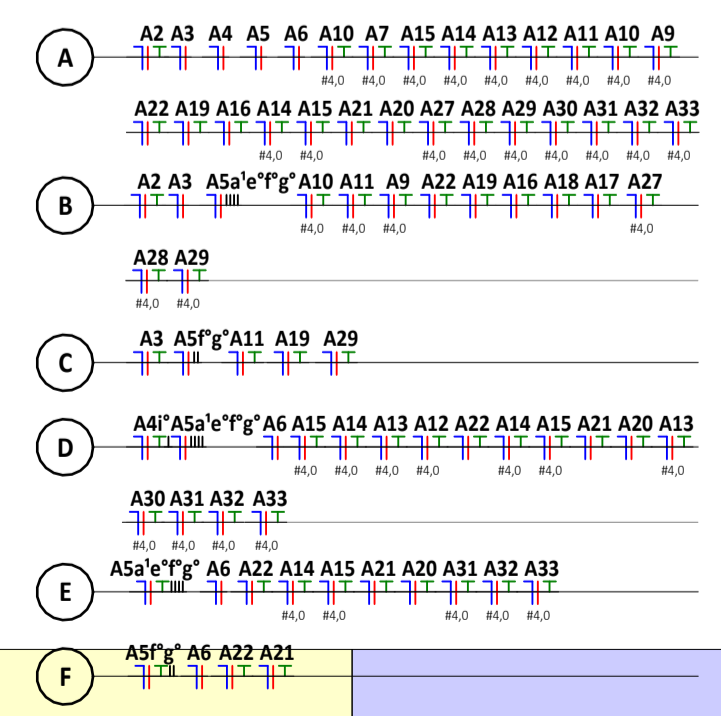 A A2 A3 A4 A5 A6 A10 A7 A15 A14 A13 A12 A11 A10 A9
#4,0 #4,0 #4,0 #4,0 #4,0 #4,0 #4,0 #4,0 #4,0
A22 A19 A16 A14 A15 A21 A20 A27 A28 A29 A30 A31 A32 A33
#4,0 #4,0 #4,0 #4,0 #4,0 #4,0 #4,0 #4,0 #4,0
B A2 A3 A5a¹e°f°g° A10 A11 A9 A22 A19 A16 A18 A17 A27
#4,0 #4,0 #4,0 #4,0
A28 A29
#4,0 #4,0
C A3 A5f°g° A11 A19 A29
D A4i° A5a¹e°f°g° A6 A15 A14 A13 A12 A22 A14 A15 A21 A20 A13
#4,0 #4,0 #4,0 #4,0 #4,0 #4,0 #4,0
A30 A31 A32 A33
#4,0 #4,0 #4,0 #4,0
E A5a¹e°f°g° A6 A22 A14 A15 A21 A20 A31 A32 A33
#4,0 #4,0 #4,0 #4,0 #4,0
F A5f°g° A6 A22 A21